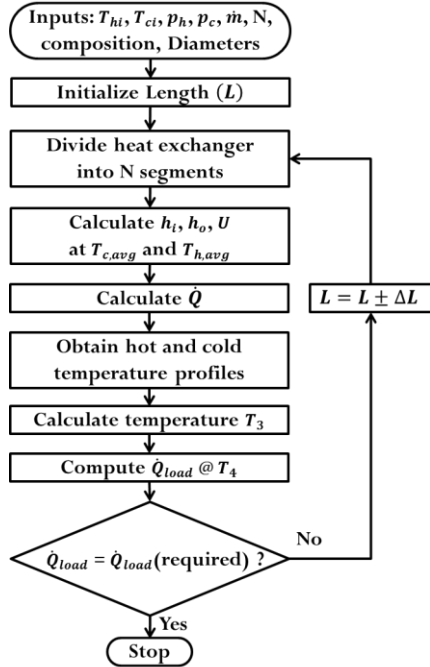 Inputs: T_hi, T_ci, p_h, p_c, ṁ, N,
composition, Diameters
Initialize Length (L)
Divide heat exchanger
into N segments
Calculate h_i, h_o, U
at T_c,avg and T_h,avg
Calculate Q̇
L = L ± ΔL
Obtain hot and cold
temperature profiles
Calculate temperature T_3
Compute Q̇_load @ T_4
No
Q̇_load = Q̇_load(required) ?
Yes
Stop